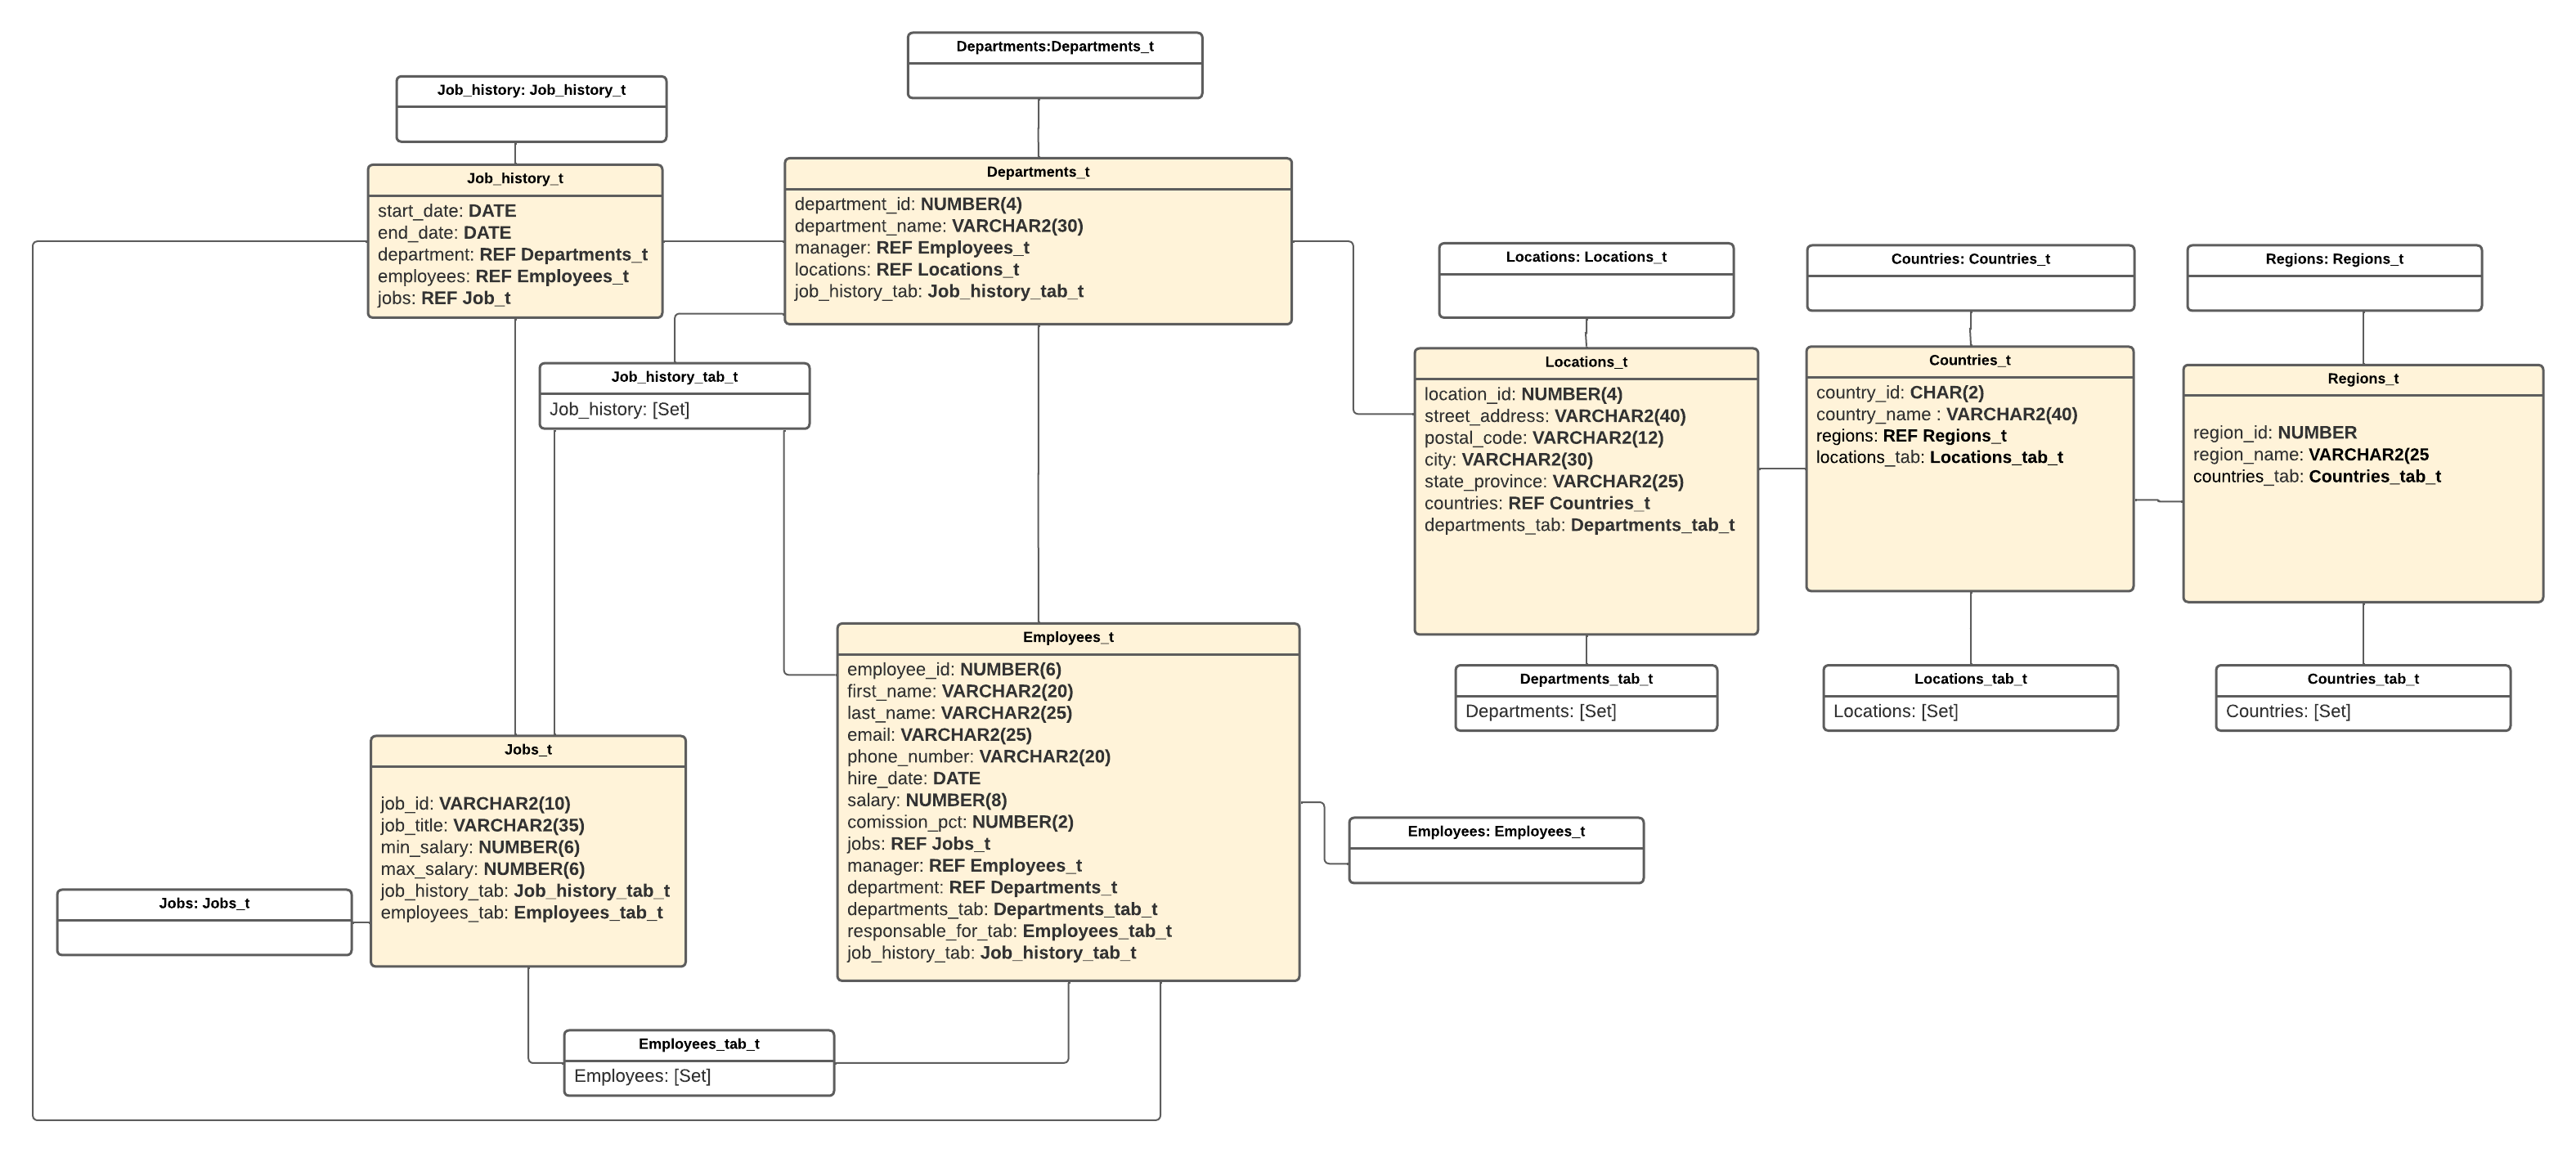 Departments:Departments_t
Job_history: Job_history_t
Job_history_t
start_date: DATE
end_date: DATE
department: REF Departments_t
employees: REF Employees_t
jobs: REF Job_t
Departments_t
department_id: NUMBER(4)
department_name: VARCHAR2(30)
manager: REF Employees_t
locations: REF Locations_t
job_history_tab: Job_history_tab_t
Job_history_tab_t
Job_history: [Set]
Locations: Locations_t
Locations_t
location_id: NUMBER(4)
street_address: VARCHAR2(40)
postal_code: VARCHAR2(12)
city: VARCHAR2(30)
state_province: VARCHAR2(25)
countries: REF Countries_t
departments_tab: Departments_tab_t
Countries: Countries_t
Countries_t
country_id: CHAR(2)
country_name : VARCHAR2(40)
regions: REF Regions_t
locations_tab: Locations_tab_t
Regions: Regions_t
Regions_t
region_id: NUMBER
region_name: VARCHAR2(25
countries_tab: Countries_tab_t
Departments_tab_t
Departments: [Set]
Locations_tab_t
Locations: [Set]
Countries_tab_t
Countries: [Set]
Employees_t
employee_id: NUMBER(6)
first_name: VARCHAR2(20)
last_name: VARCHAR2(25)
email: VARCHAR2(25)
phone_number: VARCHAR2(20)
hire_date: DATE
salary: NUMBER(8)
comission_pct: NUMBER(2)
jobs: REF Jobs_t
manager: REF Employees_t
department: REF Departments_t
departments_tab: Departments_tab_t
responsable_for_tab: Employees_tab_t
job_history_tab: Job_history_tab_t
Employees: Employees_t
Jobs_t
job_id: VARCHAR2(10)
job_title: VARCHAR2(35)
min_salary: NUMBER(6)
max_salary: NUMBER(6)
job_history_tab: Job_history_tab_t
employees_tab: Employees_tab_t
Jobs: Jobs_t
Employees_tab_t
Employees: [Set]